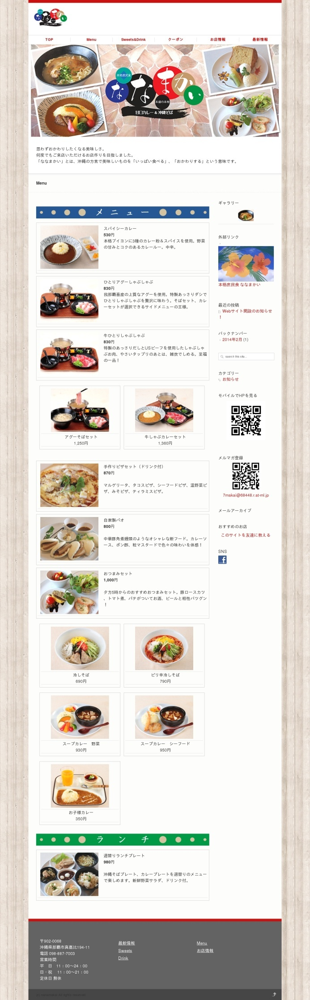 ななまかい
TOP
Menu
Sweets&Drink
クーポン
お店情報
最新情報
本格庶民食
ななまかい
本場の本物
甘口カレー & 沖縄そば
思わずおかわりしたくなる美味しさ。
何度でもご来店いただけるお店作りを目指しました。
「ななまかい」とは、沖縄の方言で美味しいものを「いっぱい食べる」、「おかわりする」という意味です。
Menu
メニュー
スパイシーカレー
530円
本格ブイヨンに3種のカレー粉＆スパイスを使用。野菜
の甘みとコクのあるカレールー。中辛。
ひとりアグーしゃぶしゃぶ
830円
我那覇畜産の上質なアグーを使用。特製あっさりダシで
ひとりしゃぶしゃぶを贅沢に味わう。そばセット、カレ
ーセットが選択できるサイドメニューの王様。
牛ひとりしゃぶしゃぶ
830円
特製のあっさりだしとUSビーフを使用したしゃぶしゃ
ぶお肉、やさいタップリのあとは、雑炊でしめる。至福
の一品！
アグーそばセット
1,250円
牛しゃぶカレーセット
1,360円
手作りピザセット（ドリンク付）
870円
マルゲリータ、タコスピザ、シーフードピザ、温野菜ピ
ザ、みそピザ、ティラミスピザ。
自家製パオ
800円
中華豚角煮饅頭のようなオシャレな新フード。カレーソ
ース、ポン酢、粒マスタードで色々の味わいを体感！
おつまみセット
1,000円
夕方5時からのおすすめおつまみセット。豚ロースカツ
、トマト煮、パテがついてお酒、ビールと相性バツグン
！
冷しそば
690円
ピリ辛冷しそば
790円
スープカレー　野菜
930円
スープカレー　シーフード
950円
お子様カレー
350円
ランチ
週替りランチプレート
980円
沖縄そばプレート、カレープレートを週替りのメニュー
で楽しめます。新鮮野菜サラダ、ドリンク付。
ギャラリー
外部リンク
本格庶民食 ななまかい
最近の投稿
Webサイト開設のお知らせ
！
バックナンバー
2014年2月 (1)
search this site...
カテゴリー
お知らせ
モバイルでHPを見る
メルマガ登録
7makai@68448.r.at-ml.jp
メールアーカイブ
おすすめのお店
このサイトを友達に教える
SNS
〒902-0068
沖縄県那覇市真嘉比194-11
電話 098-887-7003
営業時間
平　日　11：00〜24：00
日・祝　 11：00〜21：00
定休日 無休
最新情報
Sweets
Drink
Menu
お店情報